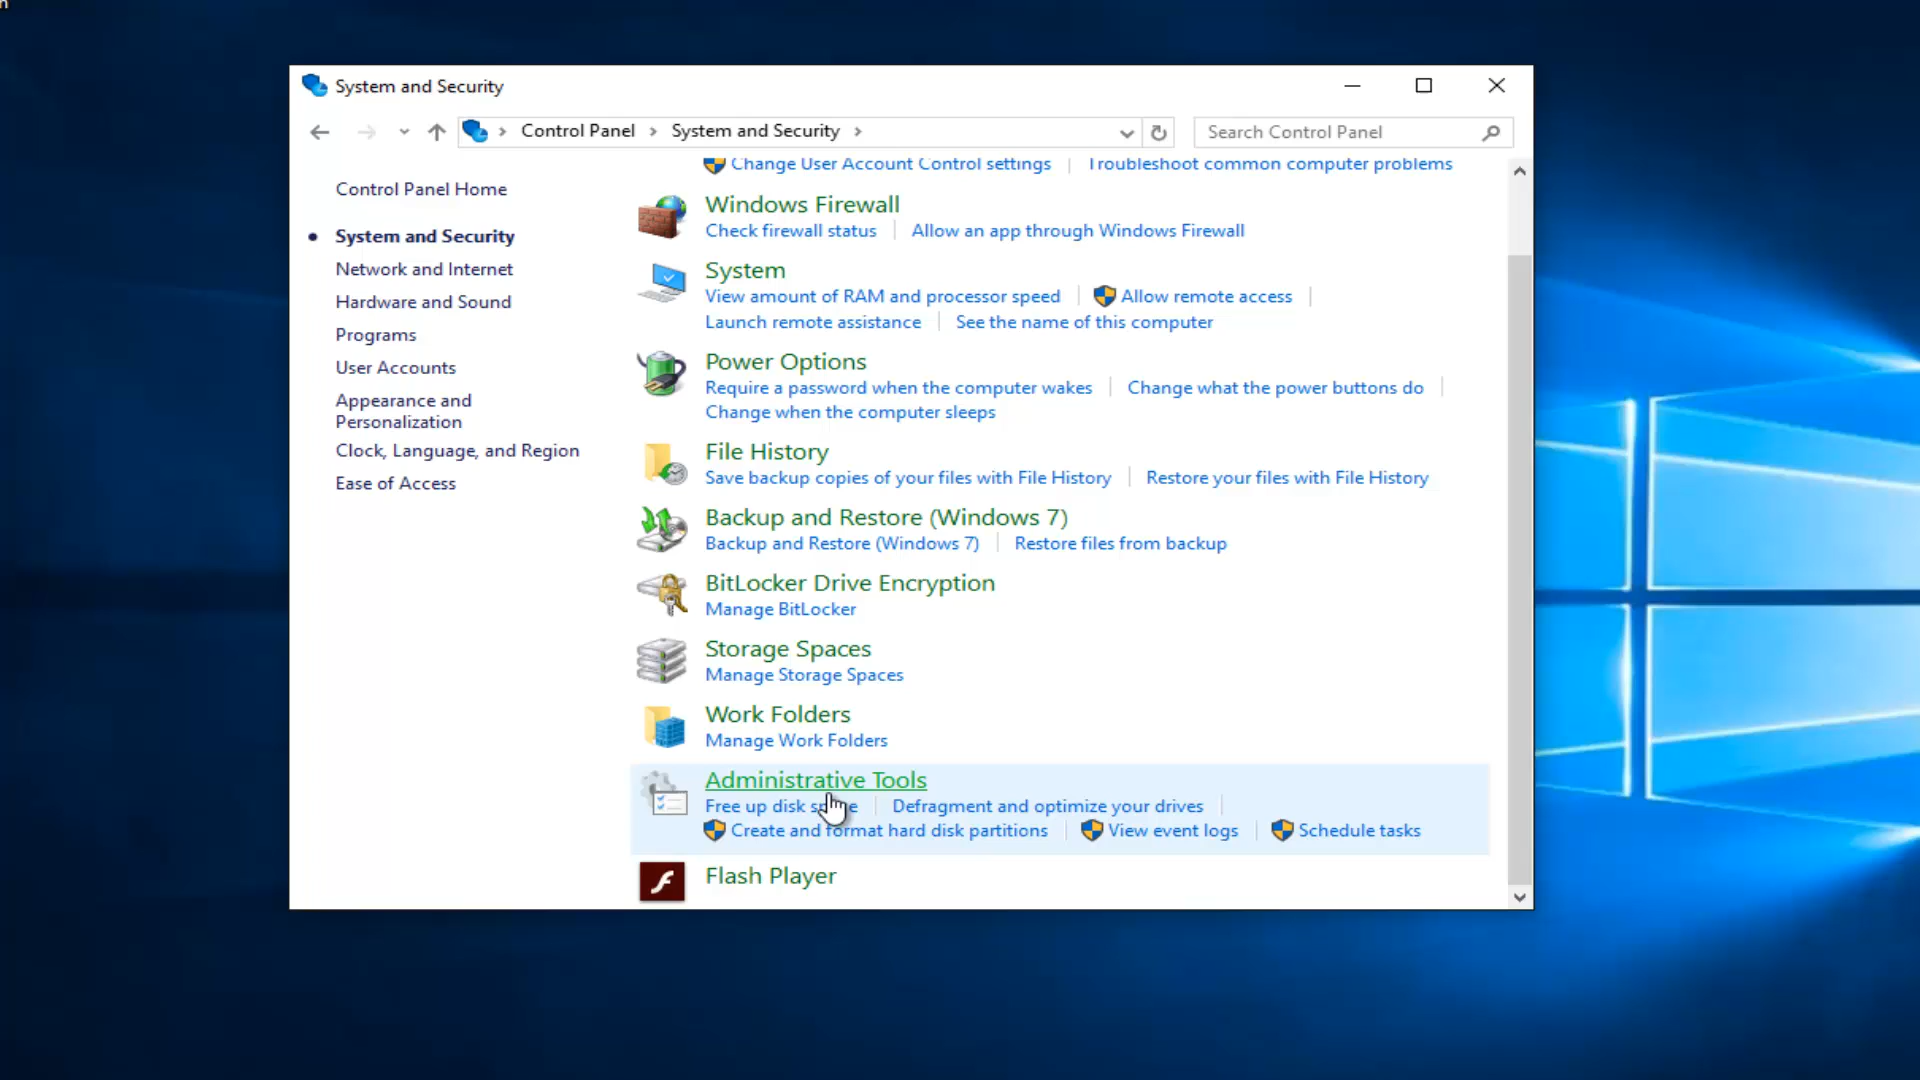 n
System and Security
Control Panel > System and Security >
Search Control Panel
Control Panel Home
System and Security
Network and Internet
Hardware and Sound
Programs
User Accounts
Appearance and
Personalization
Clock, Language, and Region
Ease of Access
Change User Account Control settings | Troubleshoot common computer problems
Windows Firewall
Check firewall status | Allow an app through Windows Firewall
System
View amount of RAM and processor speed | Allow remote access |
Launch remote assistance | See the name of this computer
Power Options
Require a password when the computer wakes | Change what the power buttons do |
Change when the computer sleeps
File History
Save backup copies of your files with File History | Restore your files with File History
Backup and Restore (Windows 7)
Backup and Restore (Windows 7) | Restore files from backup
BitLocker Drive Encryption
Manage BitLocker
Storage Spaces
Manage Storage Spaces
Work Folders
Manage Work Folders
Administrative Tools
Free up disk space | Defragment and optimize your drives |
Create and format hard disk partitions | View event logs | Schedule tasks
Flash Player